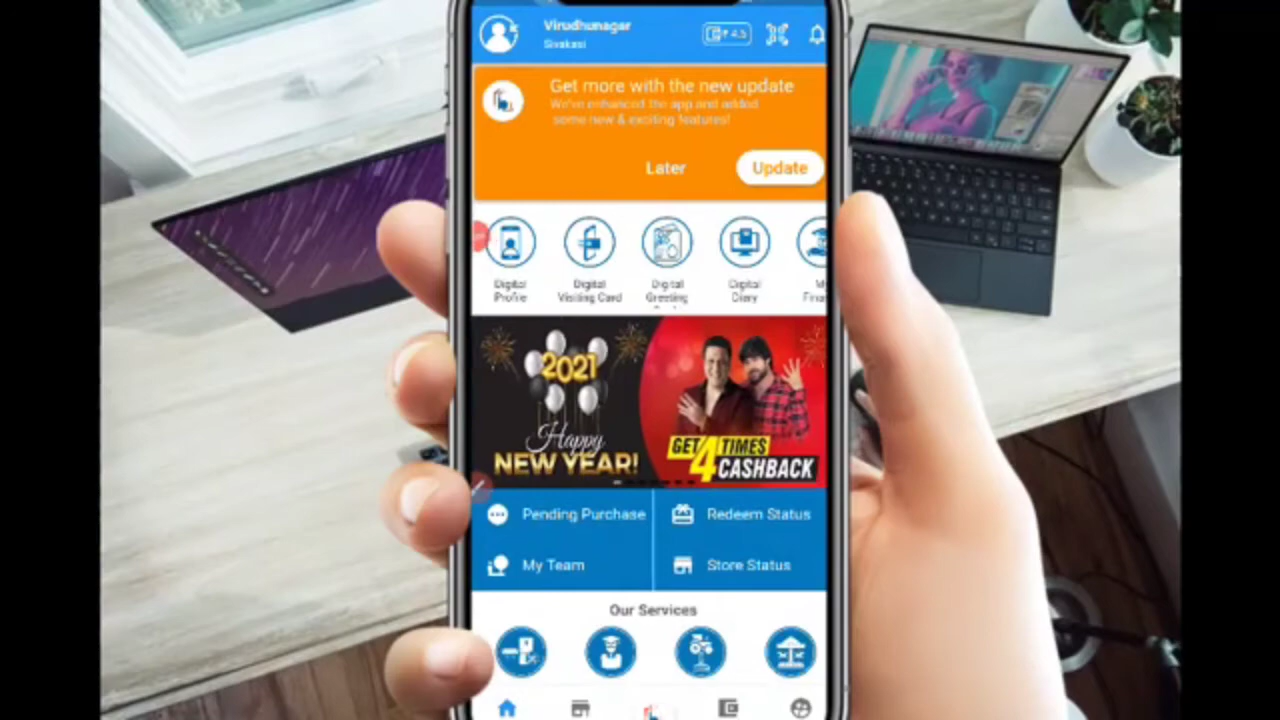 Virudhunagar
Sivakasi
₹ 4.5
Get more with the new update
We've enhanced the app and added
some new & exciting features!
Later
Update
Digital
Profile
Digital
Visiting Card
Digital
Greeting
Digital
Diary
2021
Happy
NEW YEAR!
GET 4 TIMES
CASHBACK
Pending Purchase
Redeem Status
My Team
Store Status
Our Services